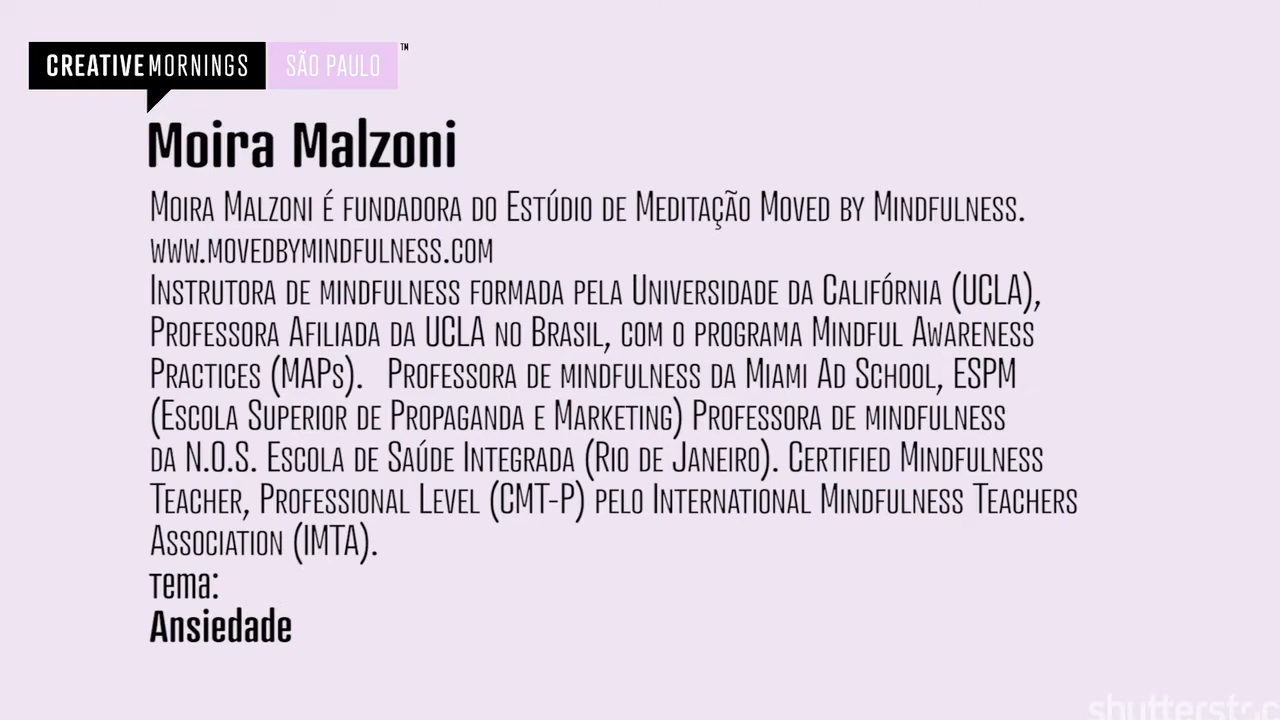 CREATIVEMORNINGS SÃO PAULO ™
Moira Malzoni
Moira Malzoni é fundadora do Estúdio de Meditação Moved by Mindfulness.
www.movedbymindfulness.com
Instrutora de mindfulness formada pela Universidade da Califórnia (UCLA),
Professora Afiliada da UCLA no Brasil, com o programa Mindful Awareness
Practices (MAPs). Professora de mindfulness da Miami Ad School, ESPM
(Escola Superior de Propaganda e Marketing) Professora de mindfulness
da N.O.S. Escola de Saúde Integrada (Rio de Janeiro). Certified Mindfulness
Teacher, Professional Level (CMT-P) pelo International Mindfulness Teachers
Association (IMTA).
Tema:
Ansiedade